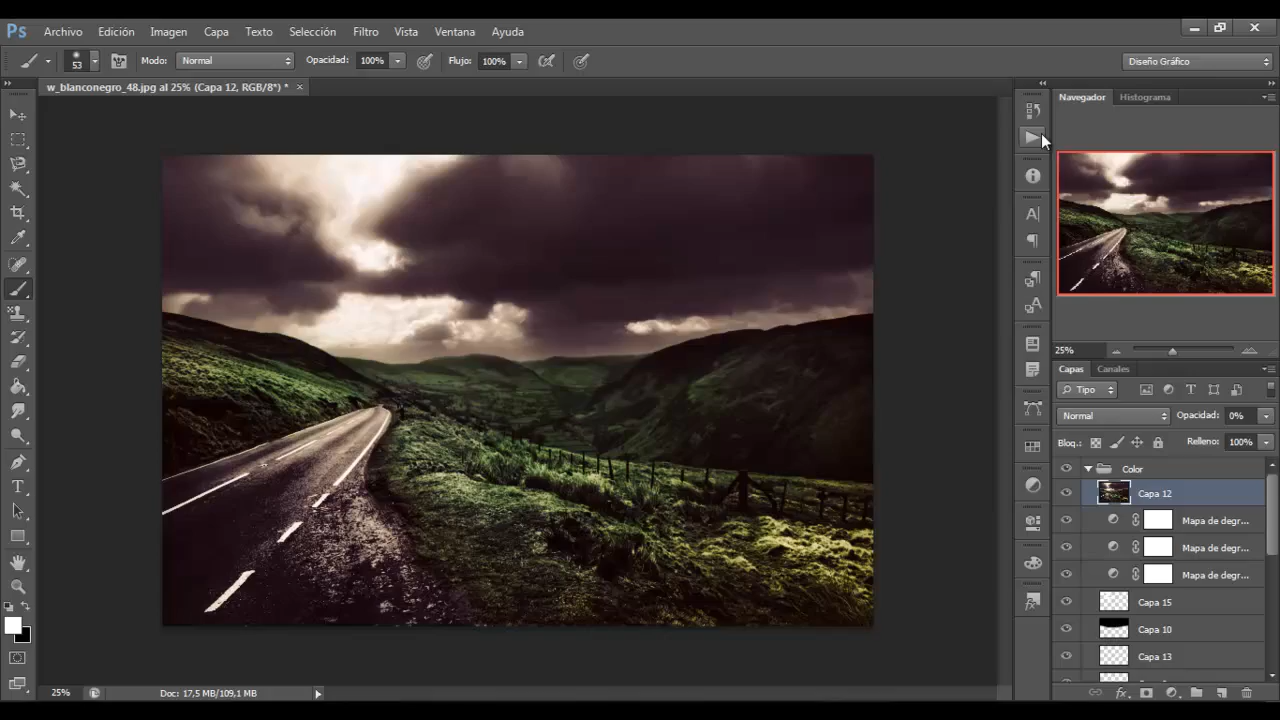 Ps Archivo Edición Imagen Capa Texto Selección Filtro Vista Ventana Ayuda
53 Modo: Normal Opacidad: 100% Flujo: 100% Diseño Gráfico
w_blanconegro_48.jpg al 25% (Capa 12, RGB/8*) * ×
Navegador Histograma
25%
Capas Canales
Tipo
Normal Opacidad: 0%
Bloq.: Relleno: 100%
Color
Capa 12
Mapa de degr...
Mapa de degr...
Mapa de degr...
Capa 15
Capa 10
Capa 13
25% Doc: 17,5 MB/109,1 MB